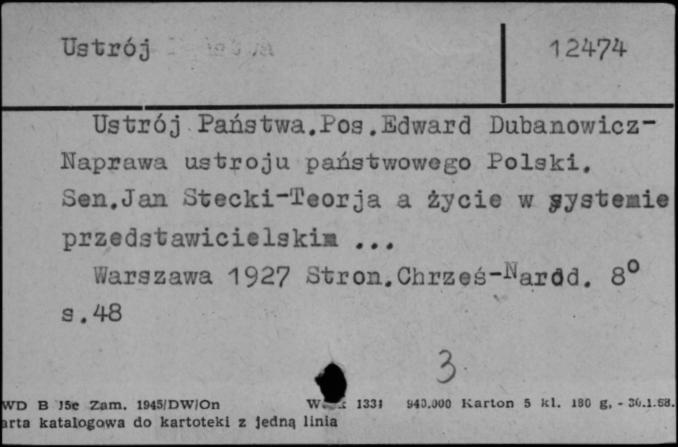 Ustrój
12474
Ustrój Państwa.Pos.Edward Dubanowicz-
Naprawa ustroju państwowego Polski.
Sen.Jan Stecki-Teorja a życie w systemie
przedstawicielskim ...
Warszawa 1927 Stron.Chrześ-Naród. 8°
s.48
3
WD B 15c Zam. 1945/DW/On 1331 940.000 Karton 5 kl. 180 g. - 30.1.68.
arta katalogowa do kartoteki z jedną linia